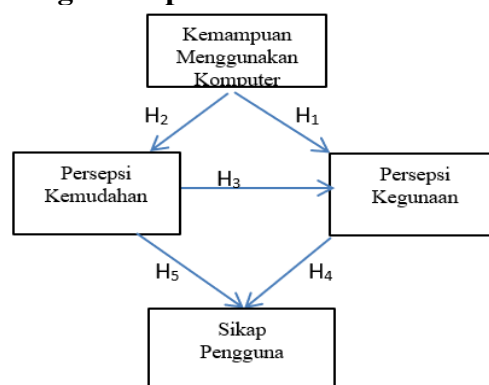 Kemampuan
Menggunakan
Komputer
H₂
H₁
Persepsi
Kemudahan
H₃
Persepsi
Kegunaan
H₅
H₄
Sikap
Pengguna